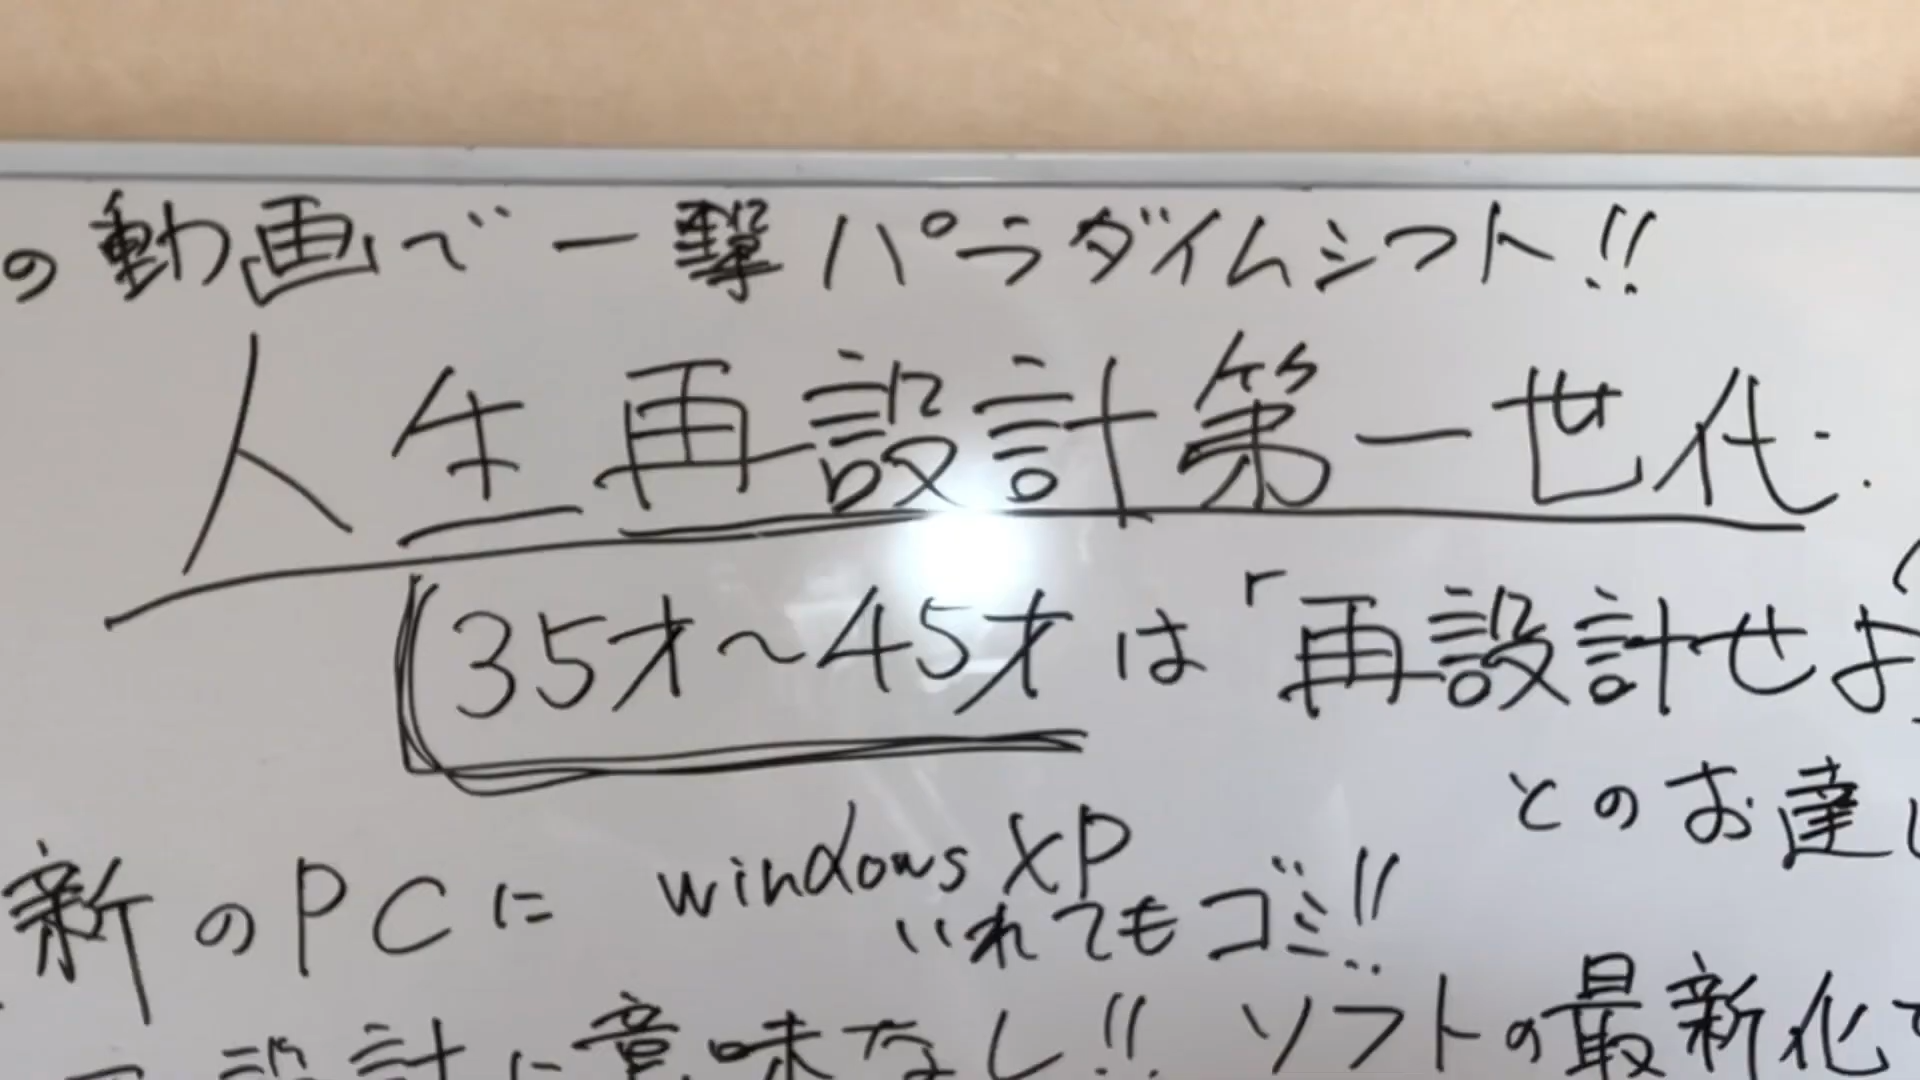 の動画で一撃パラダイムシフト!!
人生再設計第一世代.
35才〜45才は「再設計せよ
とのお達し
新のPCに windows XP
いれてもゴミ!!
設計に意味なし!! ソフトの最新化